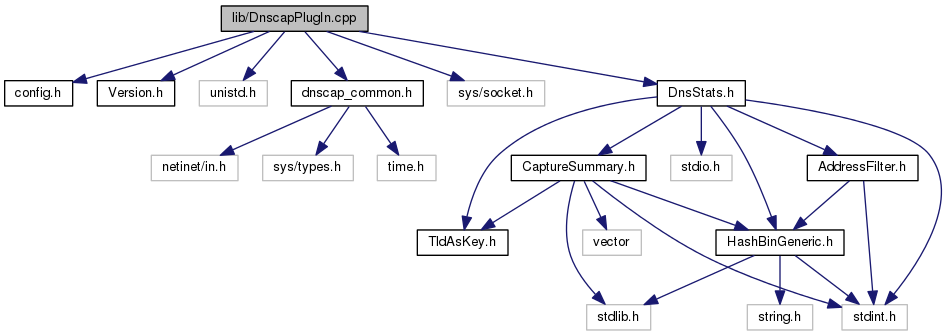 lib/DnscapPlugIn.cpp
config.h
Version.h
unistd.h
dnscap_common.h
sys/socket.h
DnsStats.h
netinet/in.h
sys/types.h
time.h
CaptureSummary.h
stdio.h
AddressFilter.h
TldAsKey.h
vector
HashBinGeneric.h
stdlib.h
string.h
stdint.h